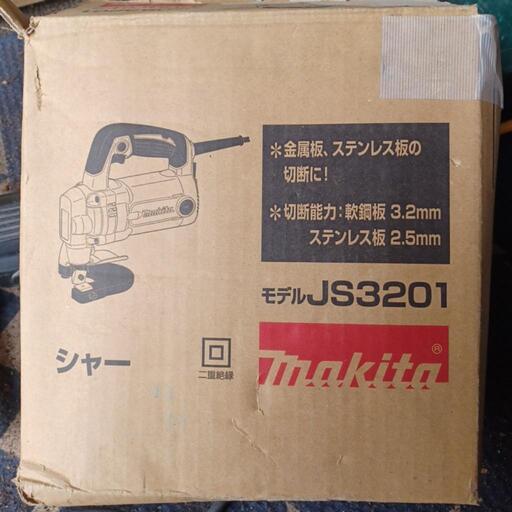 ＊金属板、ステンレス板の
切断に！
＊切断能力：軟鋼板 3.2mm
ステンレス板 2.5mm
makita
モデルJS3201
シャー
二重絶縁
makita®